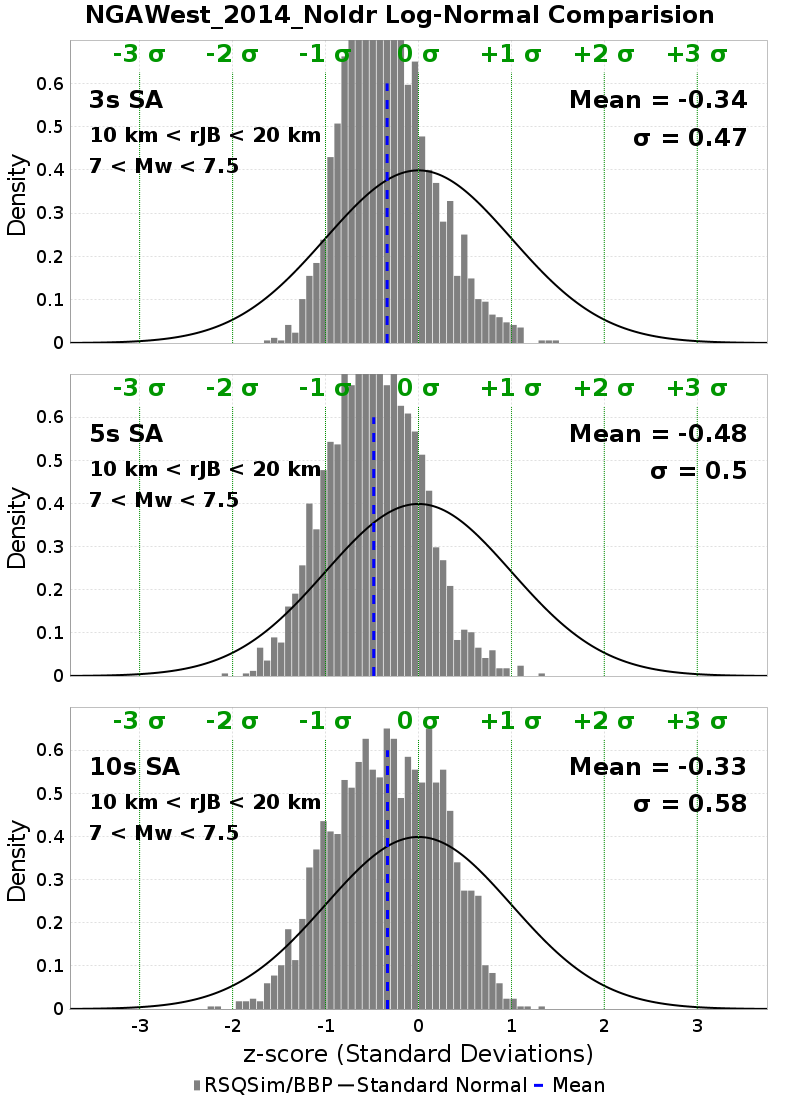 NGAWest_2014_NoIdr Log-Normal Comparision
-3 σ -2 σ -1 σ 0 σ +1 σ +2 σ +3 σ
3s SA Mean = -0.34
10 km < rJB < 20 km σ = 0.47
7 < Mw < 7.5
Density
0.6
0.5
0.4
0.3
0.2
0.1
0
-3 σ -2 σ -1 σ 0 σ +1 σ +2 σ +3 σ
5s SA Mean = -0.48
10 km < rJB < 20 km σ = 0.5
7 < Mw < 7.5
Density
0.6
0.5
0.4
0.3
0.2
0.1
0
-3 σ -2 σ -1 σ 0 σ +1 σ +2 σ +3 σ
10s SA Mean = -0.33
10 km < rJB < 20 km σ = 0.58
7 < Mw < 7.5
Density
0.6
0.5
0.4
0.3
0.2
0.1
0
-3 -2 -1 0 1 2 3
z-score (Standard Deviations)
RSQSim/BBP Standard Normal Mean